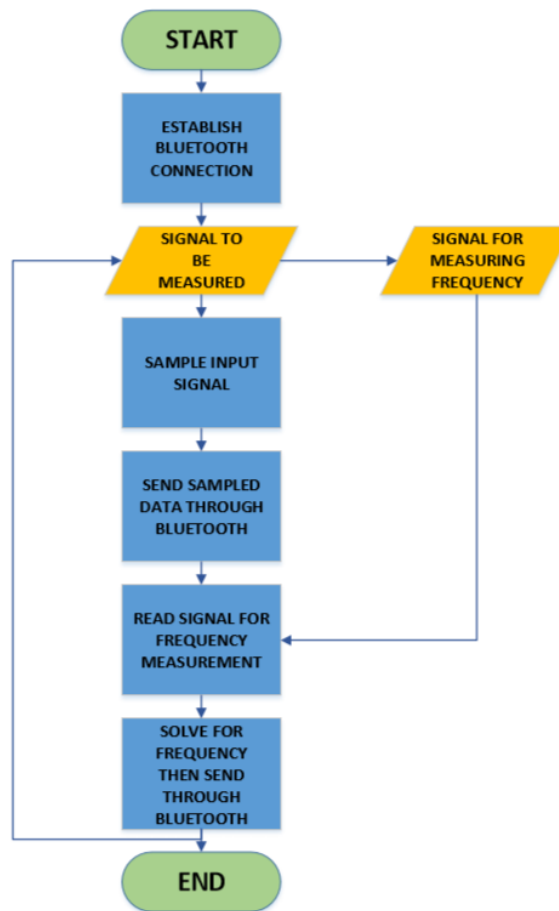 START
ESTABLISH
BLUETOOTH
CONNECTION
SIGNAL TO
BE
MEASURED
SIGNAL FOR
MEASURING
FREQUENCY
SAMPLE INPUT
SIGNAL
SEND SAMPLED
DATA THROUGH
BLUETOOTH
READ SIGNAL FOR
FREQUENCY
MEASUREMENT
SOLVE FOR
FREQUENCY
THEN SEND
THROUGH
BLUETOOTH
END